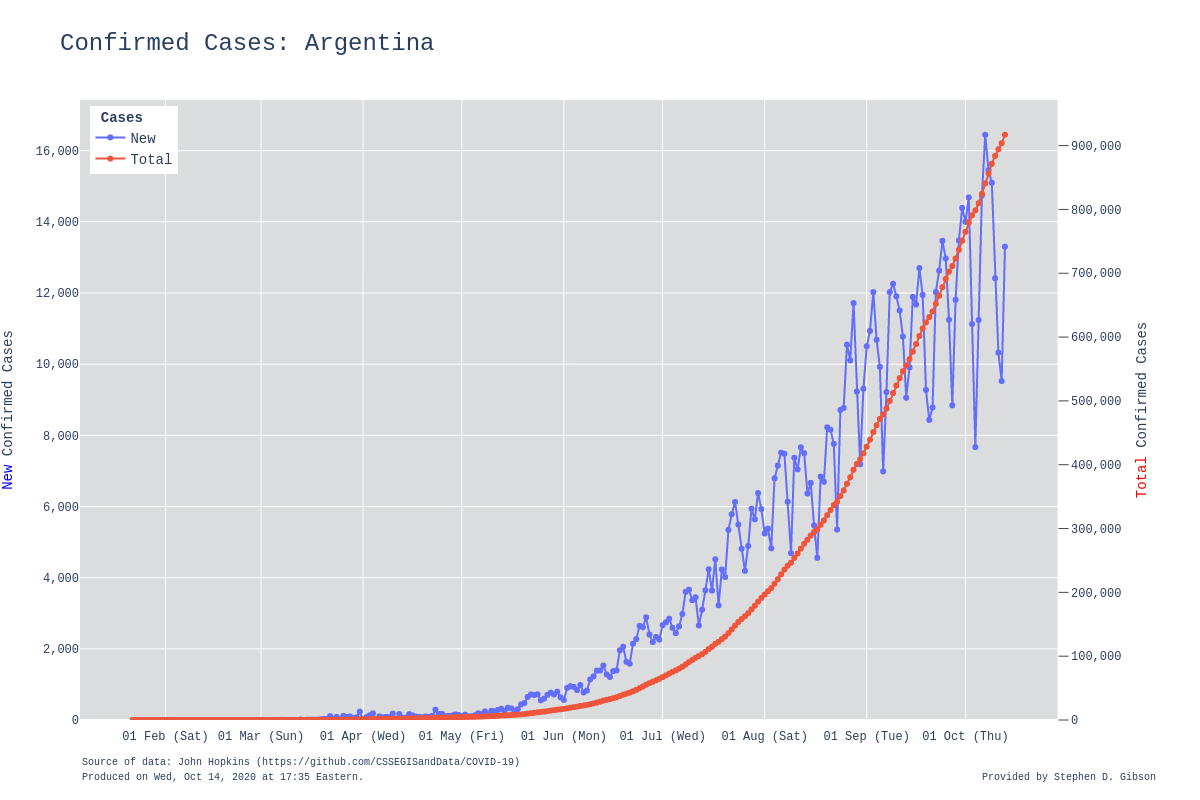 Confirmed Cases: Argentina
Cases
New
Total
16,000
14,000
12,000
10,000
8,000
6,000
4,000
2,000
0
New Confirmed Cases
900,000
800,000
700,000
600,000
500,000
400,000
300,000
200,000
100,000
0
Total Confirmed Cases
01 Feb (Sat)
01 Mar (Sun)
01 Apr (Wed)
01 May (Fri)
01 Jun (Mon)
01 Jul (Wed)
01 Aug (Sat)
01 Sep (Tue)
01 Oct (Thu)
Source of data: John Hopkins (https://github.com/CSSEGISandData/COVID-19)
Produced on Wed, Oct 14, 2020 at 17:35 Eastern.
Provided by Stephen D. Gibson